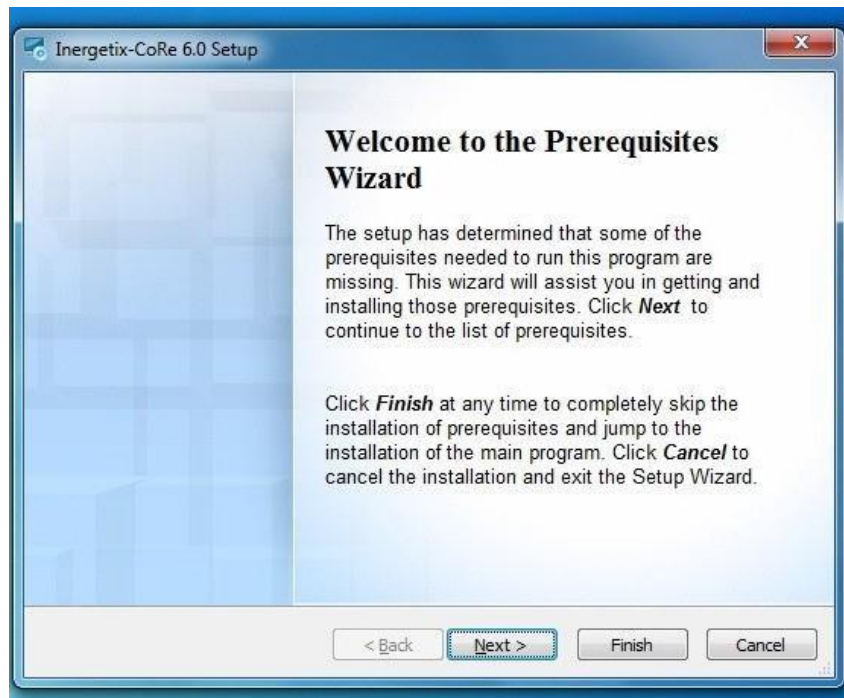 Inergetix-CoRe 6.0 Setup
x
Welcome to the Prerequisites
Wizard
The setup has determined that some of the
prerequisites needed to run this program are
missing. This wizard will assist you in getting and
installing those prerequisites. Click Next to
continue to the list of prerequisites.
Click Finish at any time to completely skip the
installation of prerequisites and jump to the
installation of the main program. Click Cancel to
cancel the installation and exit the Setup Wizard.
< Back Next > Finish Cancel